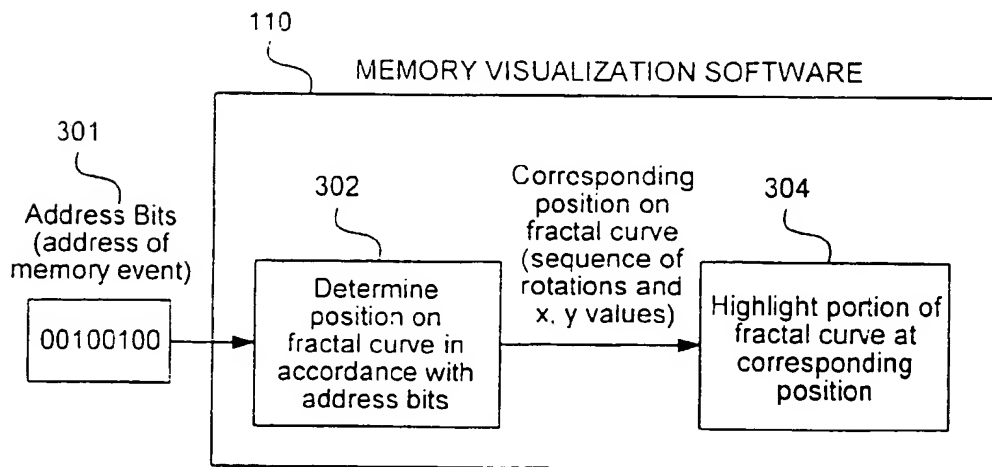 110
MEMORY VISUALIZATION SOFTWARE
301
Address Bits
(address of
memory event)
00100100
302
Determine
position on
fractal curve in
accordance with
address bits
Corresponding
position on
fractal curve
(sequence of
rotations and
x, y values)
304
Highlight portion of
fractal curve at
corresponding
position